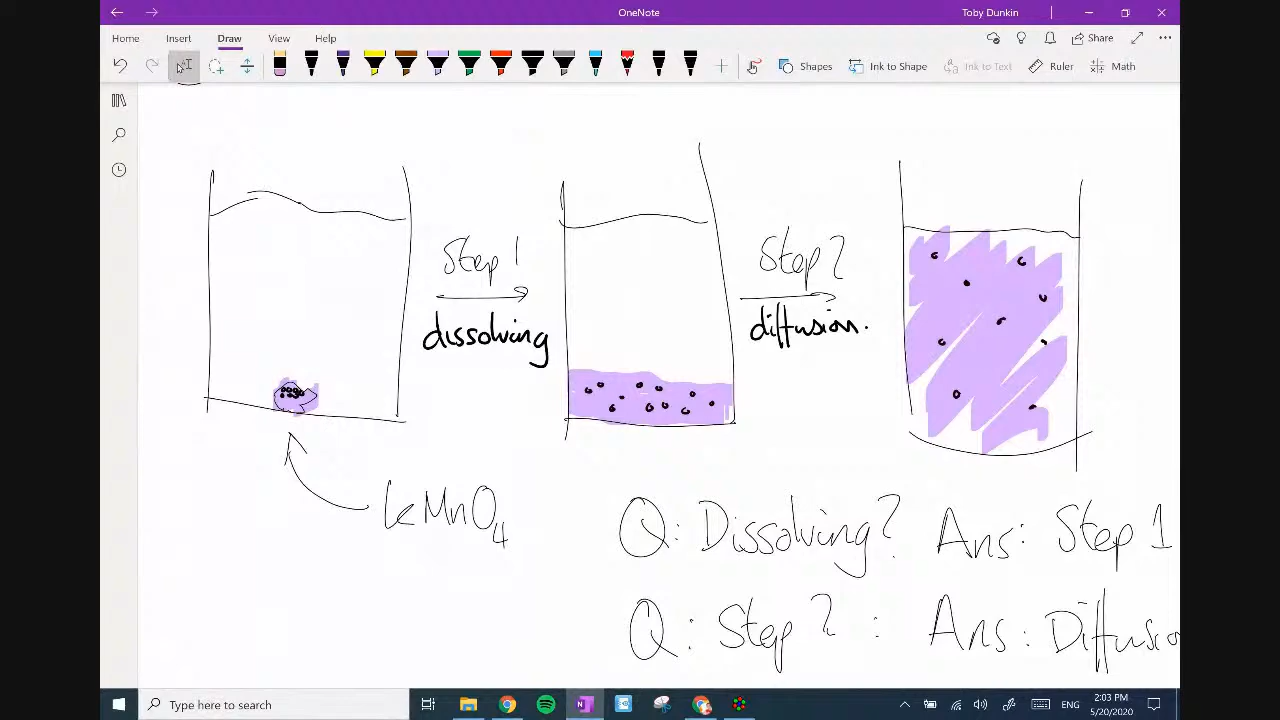 OneNote
Toby Dunkin
Home Insert Draw View Help
Share
Shapes Ink to Shape Ink to Text Ruler Math
Step 1
dissolving
Step 2
diffusion.
KMnO4
Q: Dissolving? Ans: Step 1
Q: Step 2 : Ans: Diffusio
Type here to search
2:03 PM
5/20/2020